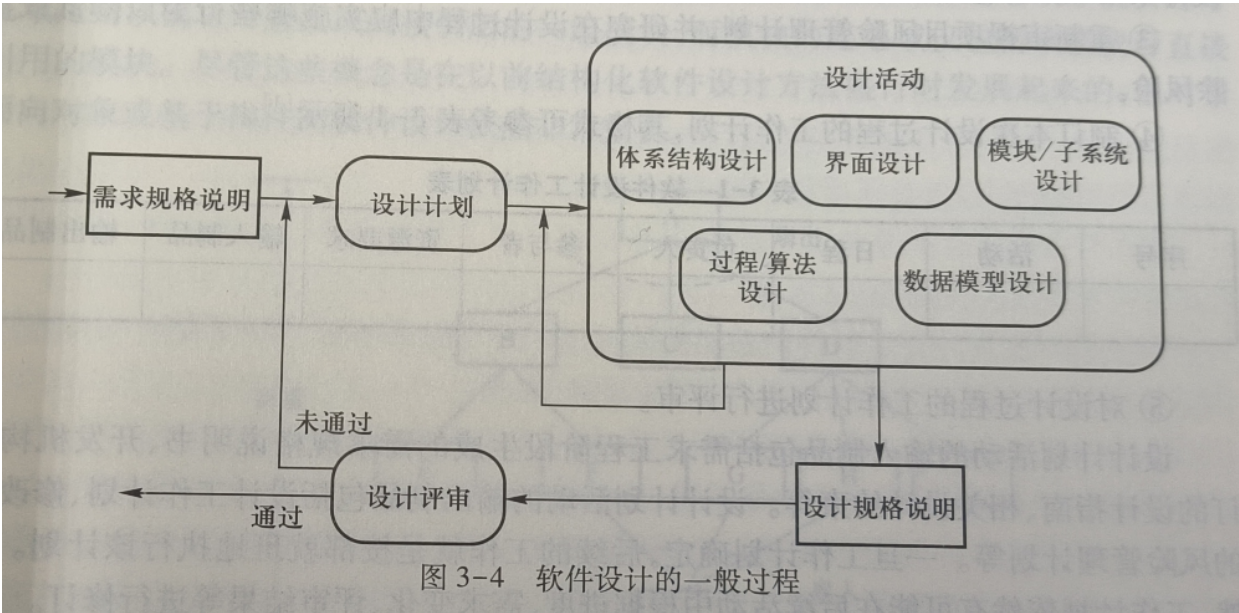 设计活动
体系结构设计
界面设计
模块/子系统
设计
需求规格说明
设计计划
过程/算法
设计
数据模型设计
未通过
设计评审
通过
设计规格说明
图 3-4 软件设计的一般过程